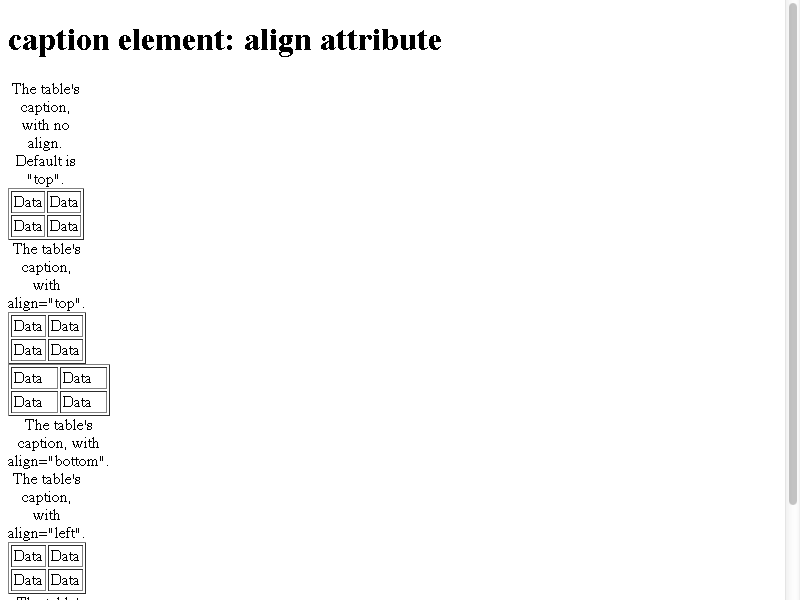 caption element: align attribute
The table's
caption,
with no
align.
Default is
"top".
Data Data
Data Data
The table's
caption,
with
align="top".
Data Data
Data Data
Data Data
Data Data
The table's
caption, with
align="bottom".
The table's
caption,
with
align="left".
Data Data
Data Data